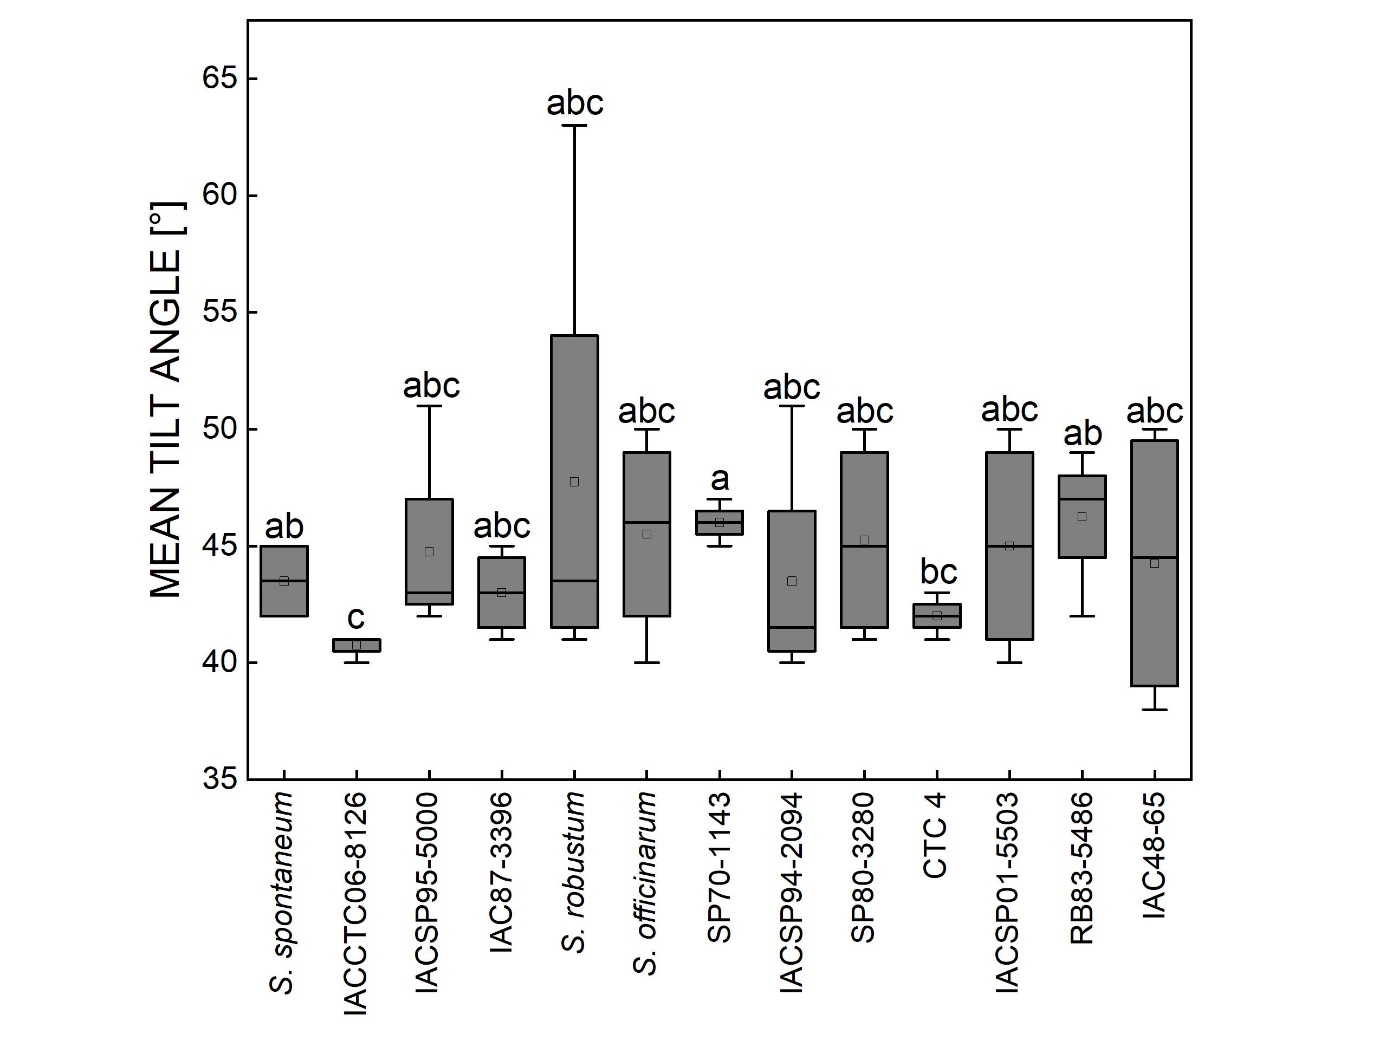 MEAN TILT ANGLE [°]
65
60
55
50
45
40
35
abc
abc
abc
abc
abc
abc
abc
ab
a
ab
abc
bc
c
S. spontaneum
IACCTC06-8126
IACSP95-5000
IAC87-3396
S. robustum
S. officinarum
SP70-1143
IACSP94-2094
SP80-3280
CTC 4
IACSP01-5503
RB83-5486
IAC48-65